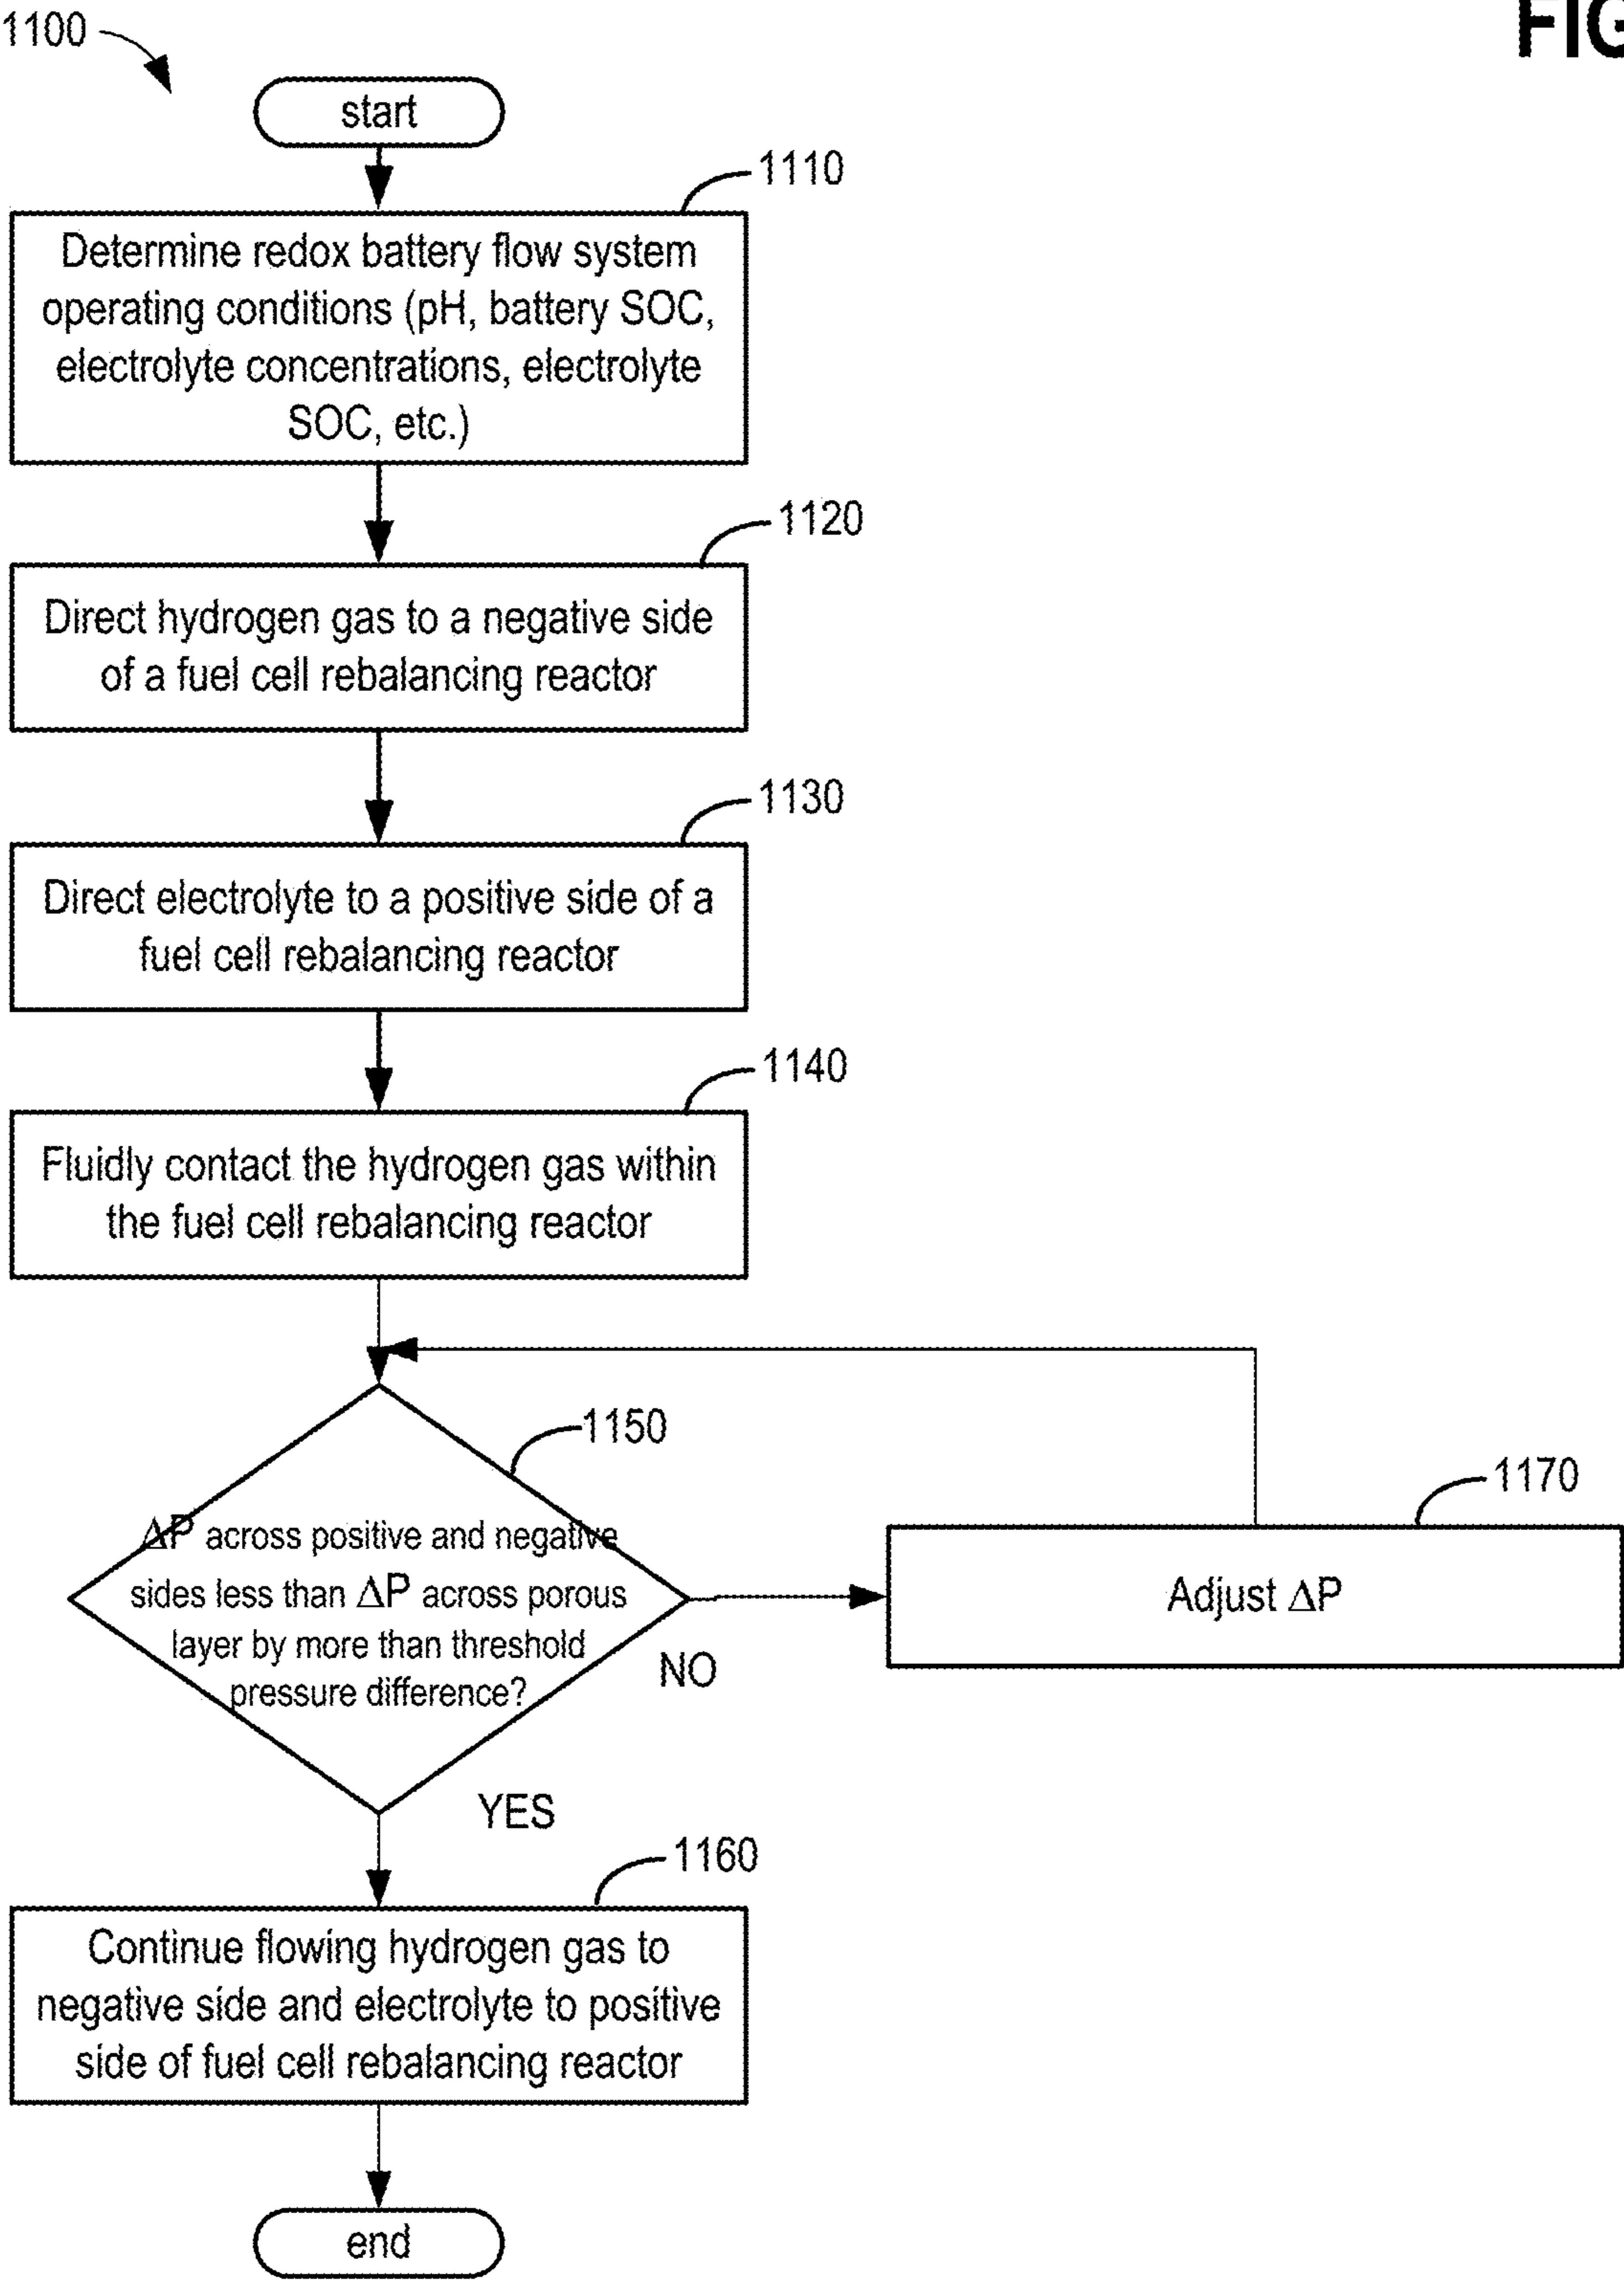 FIG
1100
start
1110
Determine redox battery flow system
operating conditions (pH, battery SOC,
electrolyte concentrations, electrolyte
SOC, etc.)
1120
Direct hydrogen gas to a negative side
of a fuel cell rebalancing reactor
1130
Direct electrolyte to a positive side of a
fuel cell rebalancing reactor
1140
Fluidly contact the hydrogen gas within
the fuel cell rebalancing reactor
1150
ΔP across positive and negative
sides less than ΔP across porous
layer by more than threshold
pressure difference?
NO
1170
Adjust ΔP
YES
1160
Continue flowing hydrogen gas to
negative side and electrolyte to positive
side of fuel cell rebalancing reactor
end